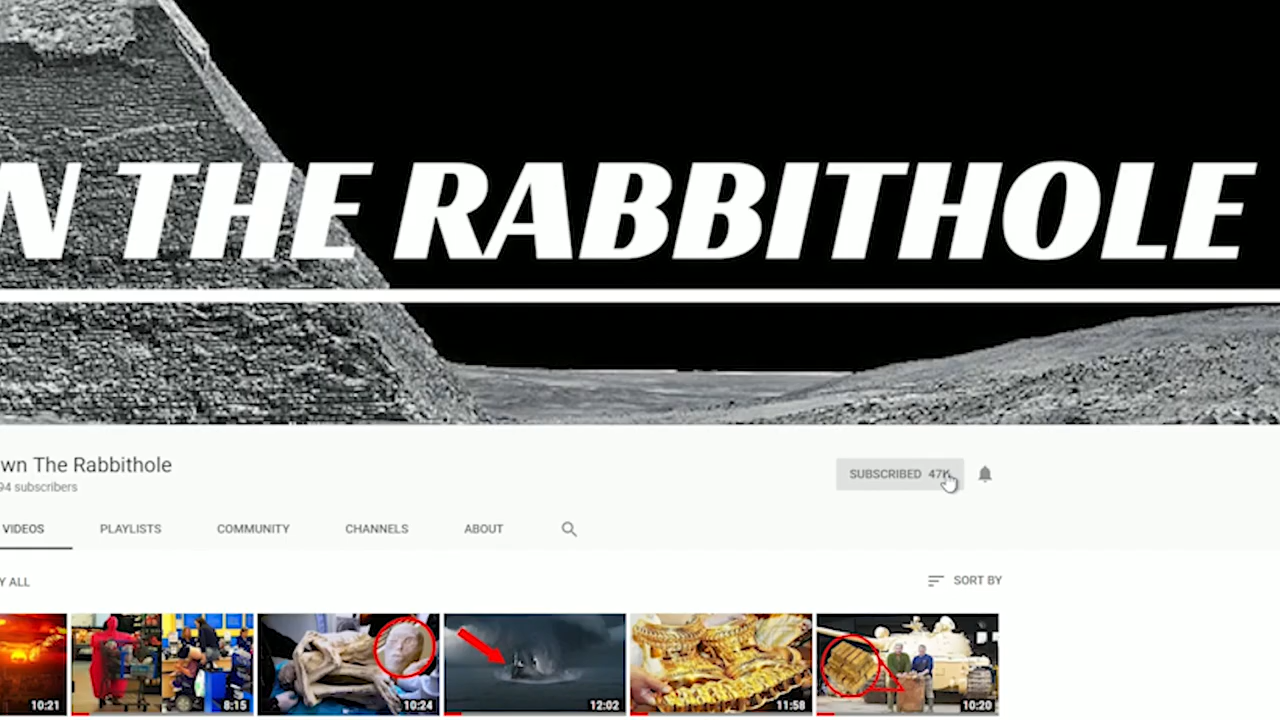 N THE RABBITHOLE
wn The Rabbithole
94 subscribers
SUBSCRIBED 47K
VIDEOS
PLAYLISTS
COMMUNITY
CHANNELS
ABOUT
Y ALL
SORT BY
10:21
8:15
10:24
12:02
11:58
10:20